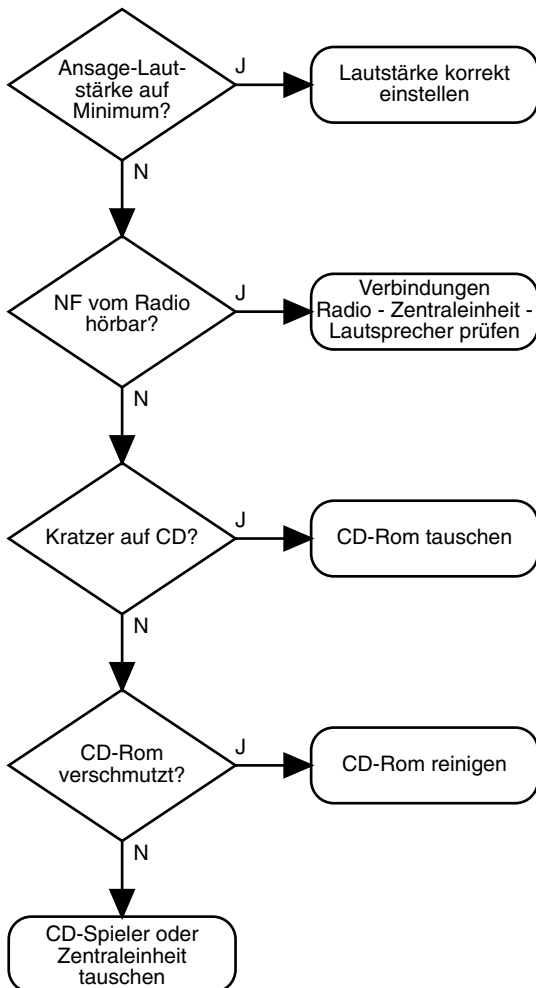 Ansage-Laut-
stärke auf
Minimum?
J
Lautstärke korrekt
einstellen
N
NF vom Radio
hörbar?
J
Verbindungen
Radio - Zentraleinheit -
Lautsprecher prüfen
N
Kratzer auf CD?
J
CD-Rom tauschen
N
CD-Rom
verschmutzt?
J
CD-Rom reinigen
N
CD-Spieler oder
Zentraleinheit
tauschen